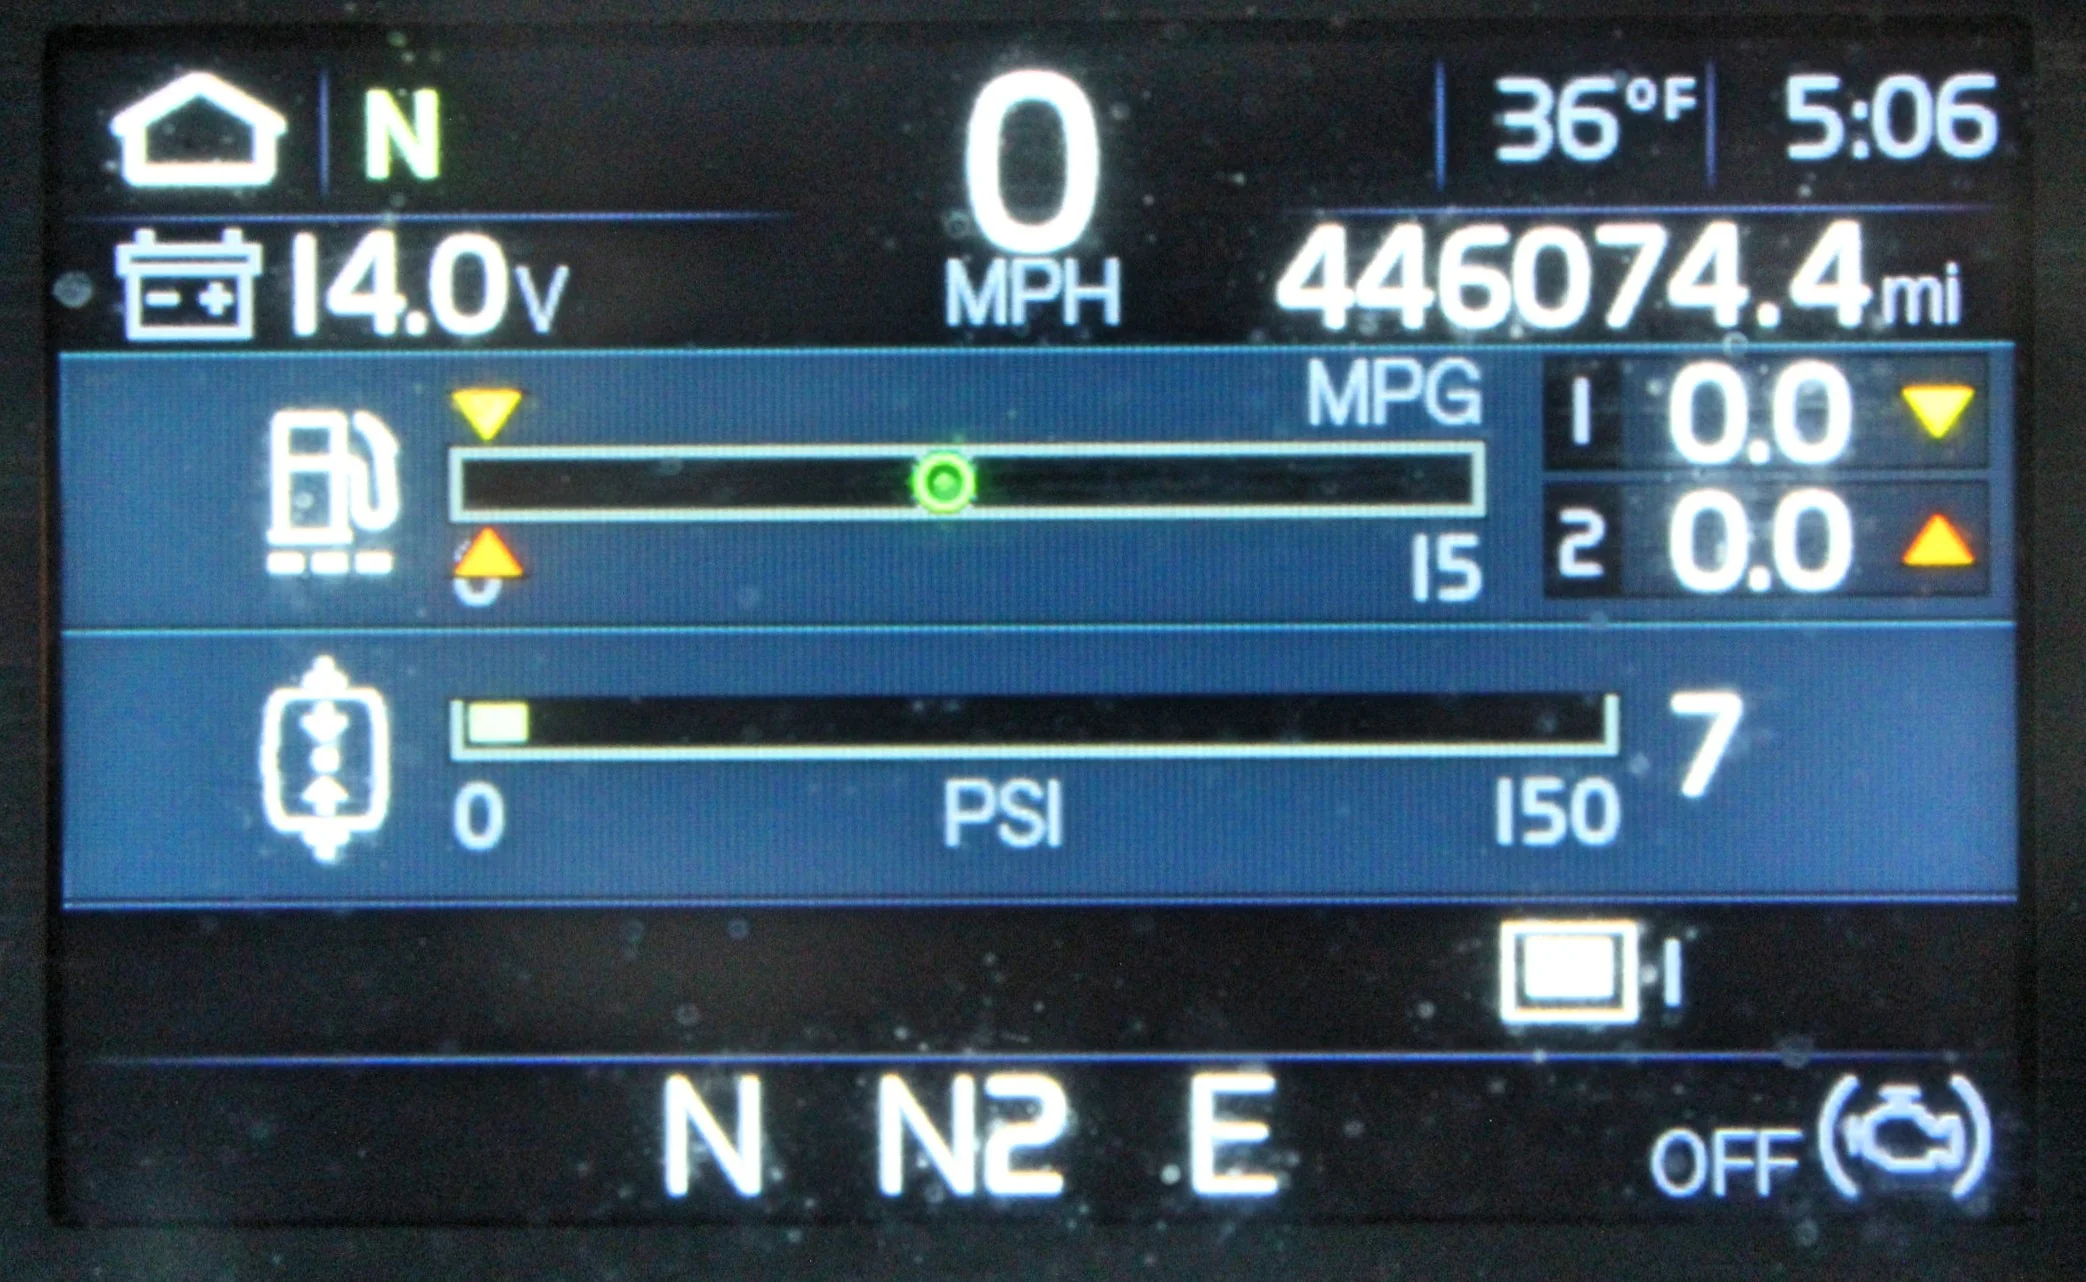 N 0 36°F 5:06
14.0V MPH 446074.4mi
MPG 1 0.0
0 15 2 0.0
7
0 PSI 150
1
N N2 E OFF